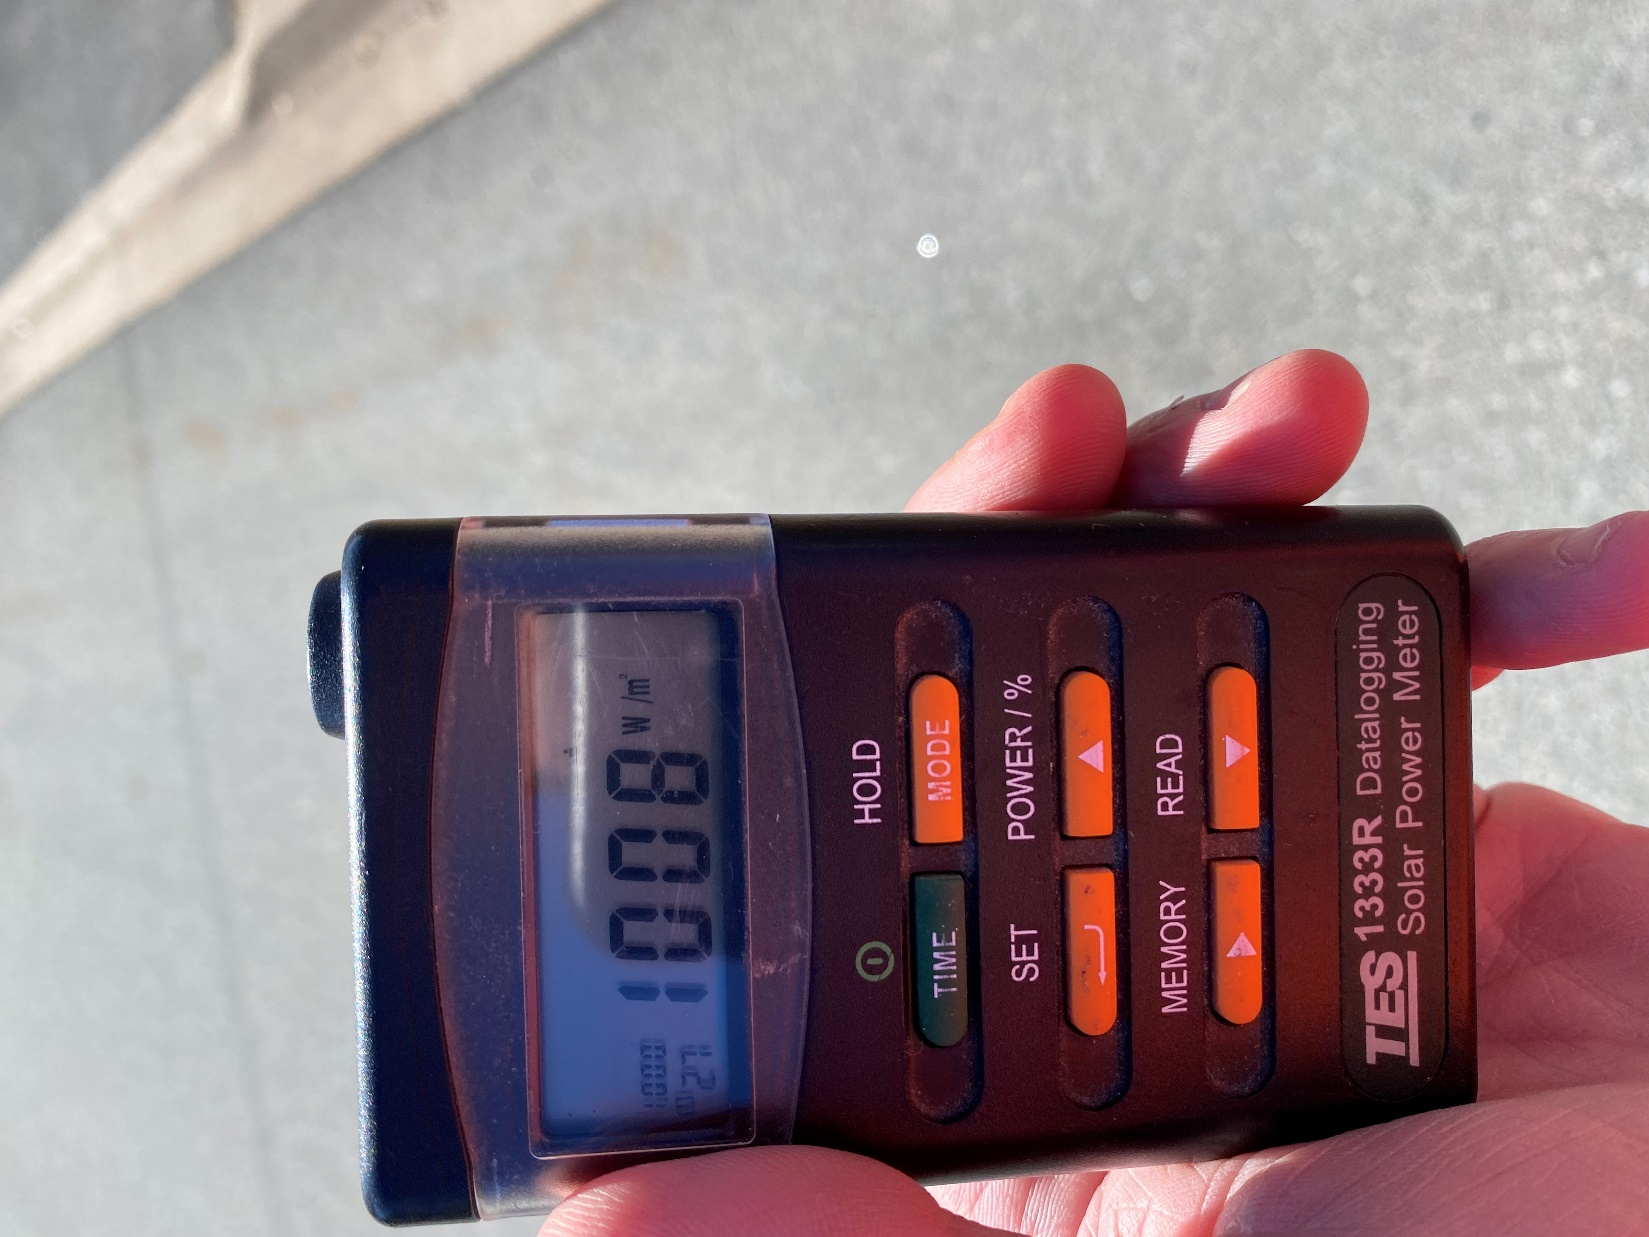 1008 W/m²
HOLD
TIME MODE
SET POWER / %
MEMORY READ
TES 1333R Datalogging
Solar Power Meter